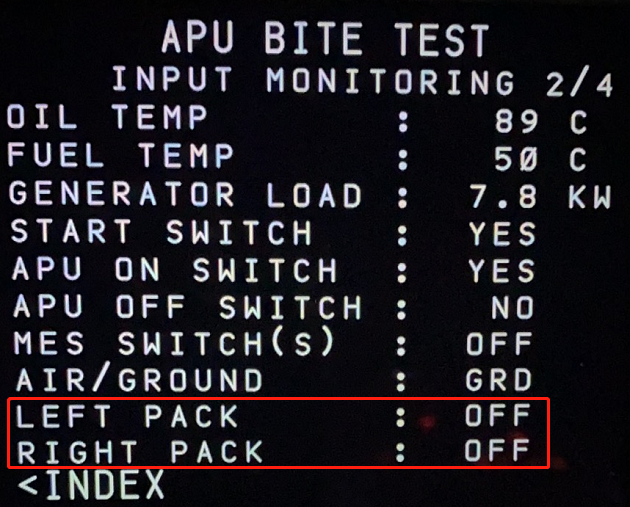 APU BITE TEST
INPUT MONITORING 2/4
OIL TEMP : 89 C
FUEL TEMP : 50 C
GENERATOR LOAD : 7.8 KW
START SWITCH : YES
APU ON SWITCH : YES
APU OFF SWITCH : NO
MES SWITCH(S) : OFF
AIR/GROUND : GRD
LEFT PACK : OFF
RIGHT PACK : OFF
<INDEX